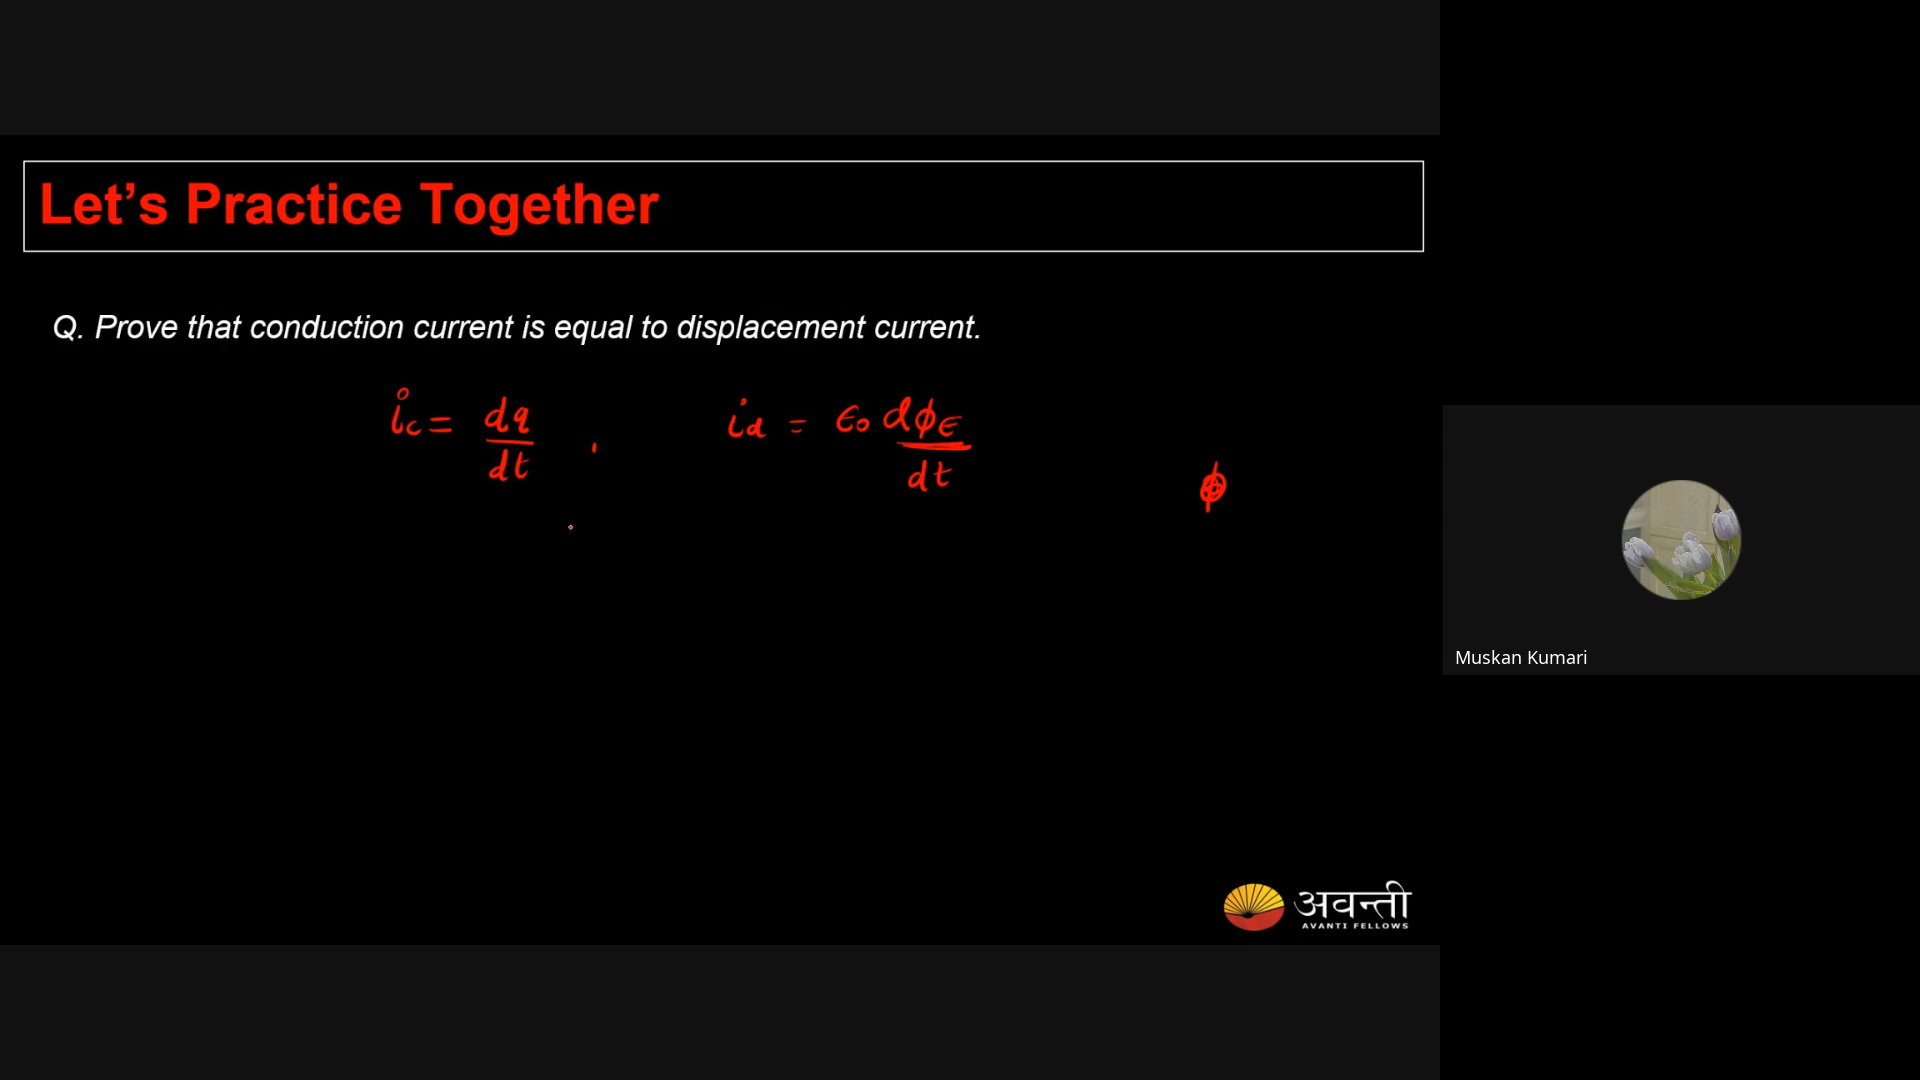 Let's Practice Together
Q. Prove that conduction current is equal to displacement current.
ic = dq/dt , id = ϵ₀ dϕE/dt
ϕ
Muskan Kumari
अवन्ती
AVANTI FELLOWS